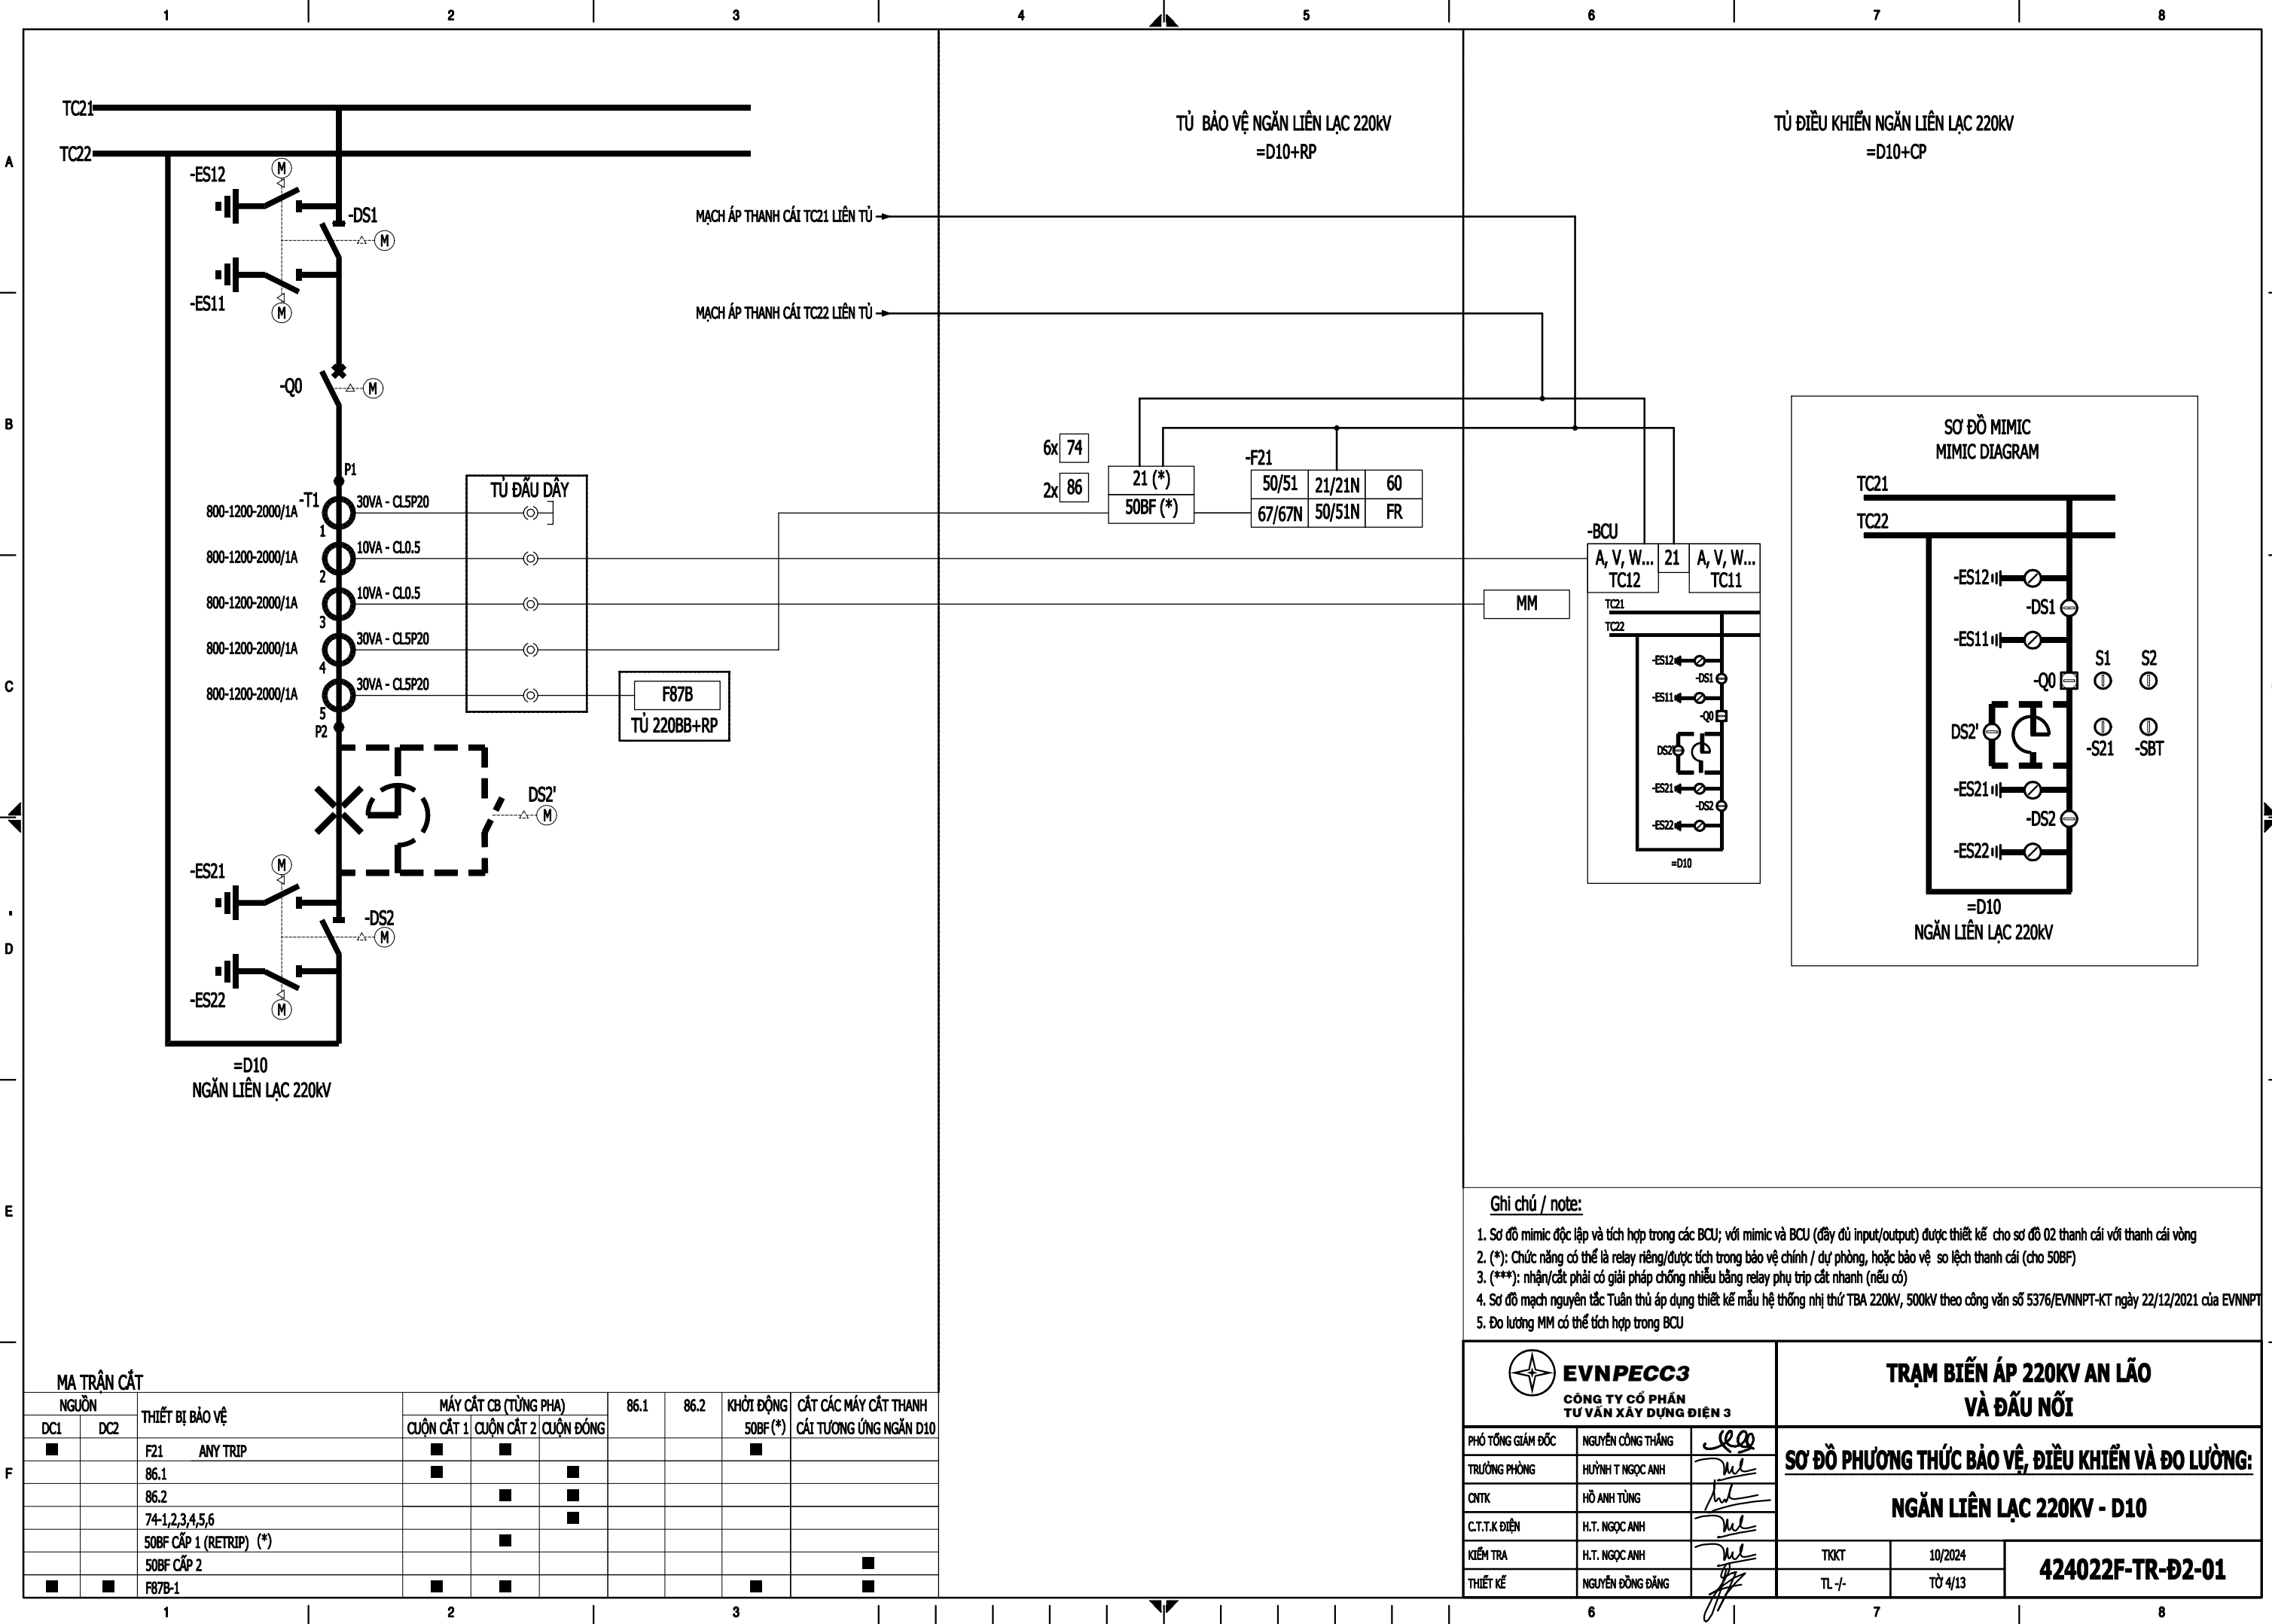 1 2 3 4 5 6 7 8
A
B
C
D
E
F
TC21
TC22
-ES12
M
-DS1
M
-ES11
M
-Q0
M
P1
-T1
800-1200-2000/1A
30VA - CL5P20
1
800-1200-2000/1A
10VA - CL0.5
2
800-1200-2000/1A
10VA - CL0.5
3
800-1200-2000/1A
30VA - CL5P20
4
800-1200-2000/1A
30VA - CL5P20
5
P2
TỦ ĐẤU DÂY
F87B
TỦ 220BB+RP
DS2'
M
-ES21
M
-DS2
M
-ES22
M
=D10
NGĂN LIÊN LẠC 220kV
MẠCH ÁP THANH CÁI TC21 LIÊN TỦ
MẠCH ÁP THANH CÁI TC22 LIÊN TỦ
TỦ BẢO VỆ NGĂN LIÊN LẠC 220kV
=D10+RP
6x 74
2x 86
21 (*)
50BF (*)
-F21
50/51 21/21N 60
67/67N 50/51N FR
TỦ ĐIỀU KHIỂN NGĂN LIÊN LẠC 220kV
=D10+CP
-BCU
A, V, W... 21 A, V, W...
TC12 TC11
MM
TC21
TC22
-ES12
-DS1
-ES11
-Q0
DS2'
-ES21
-DS2
-ES22
=D10
SƠ ĐỒ MIMIC
MIMIC DIAGRAM
TC21
TC22
-ES12
-DS1
-ES11
S1 S2
-Q0
DS2'
-S21 -SBT
-ES21
-DS2
-ES22
=D10
NGĂN LIÊN LẠC 220kV
Ghi chú / note:
1. Sơ đồ mimic độc lập và tích hợp trong các BCU; với mimic và BCU (đầy đủ input/output) được thiết kế cho sơ đồ 02 thanh cái với thanh cái vòng
2. (*): Chức năng có thể là relay riêng/được tích trong bảo vệ chính / dự phòng, hoặc bảo vệ so lệch thanh cái (cho 50BF)
3. (***): nhận/cắt phải có giải pháp chống nhiễu bằng relay phụ trip cắt nhanh (nếu có)
4. Sơ đồ mạch nguyên tắc Tuân thủ áp dụng thiết kế mẫu hệ thống nhị thứ TBA 220kV, 500kV theo công văn số 5376/EVNNPT-KT ngày 22/12/2021 của EVNNPT
5. Đo lương MM có thể tích hợp trong BCU
MA TRẬN CẮT
NGUỒN THIẾT BỊ BẢO VỆ MÁY CẮT CB (TỪNG PHA) 86.1 86.2 KHỞI ĐỘNG CẮT CÁC MÁY CẮT THANH
DC1 DC2 CUỘN CẮT 1 CUỘN CẮT 2 CUỘN ĐÓNG 50BF (*) CÁI TƯƠNG ỨNG NGĂN D10
F21 ANY TRIP
86.1
86.2
74-1,2,3,4,5,6
50BF CẤP 1 (RETRIP) (*)
50BF CẤP 2
F87B-1
EVNPECC3
CÔNG TY CỔ PHẦN
TƯ VẤN XÂY DỰNG ĐIỆN 3
TRẠM BIẾN ÁP 220KV AN LÃO
VÀ ĐẤU NỐI
PHÓ TỔNG GIÁM ĐỐC NGUYỄN CÔNG THẮNG
TRƯỞNG PHÒNG HUỲNH T NGỌC ANH
CNTK HỒ ANH TÙNG
C.T.T.K ĐIỆN H.T. NGỌC ANH
KIỂM TRA H.T. NGỌC ANH
THIẾT KẾ NGUYỄN ĐỒNG ĐĂNG
SƠ ĐỒ PHƯƠNG THỨC BẢO VỆ, ĐIỀU KHIỂN VÀ ĐO LƯỜNG:
NGĂN LIÊN LẠC 220KV - D10
TKKT 10/2024
TL -/- TỜ 4/13
424022F-TR-Đ2-01
1 2 3 6 7 8